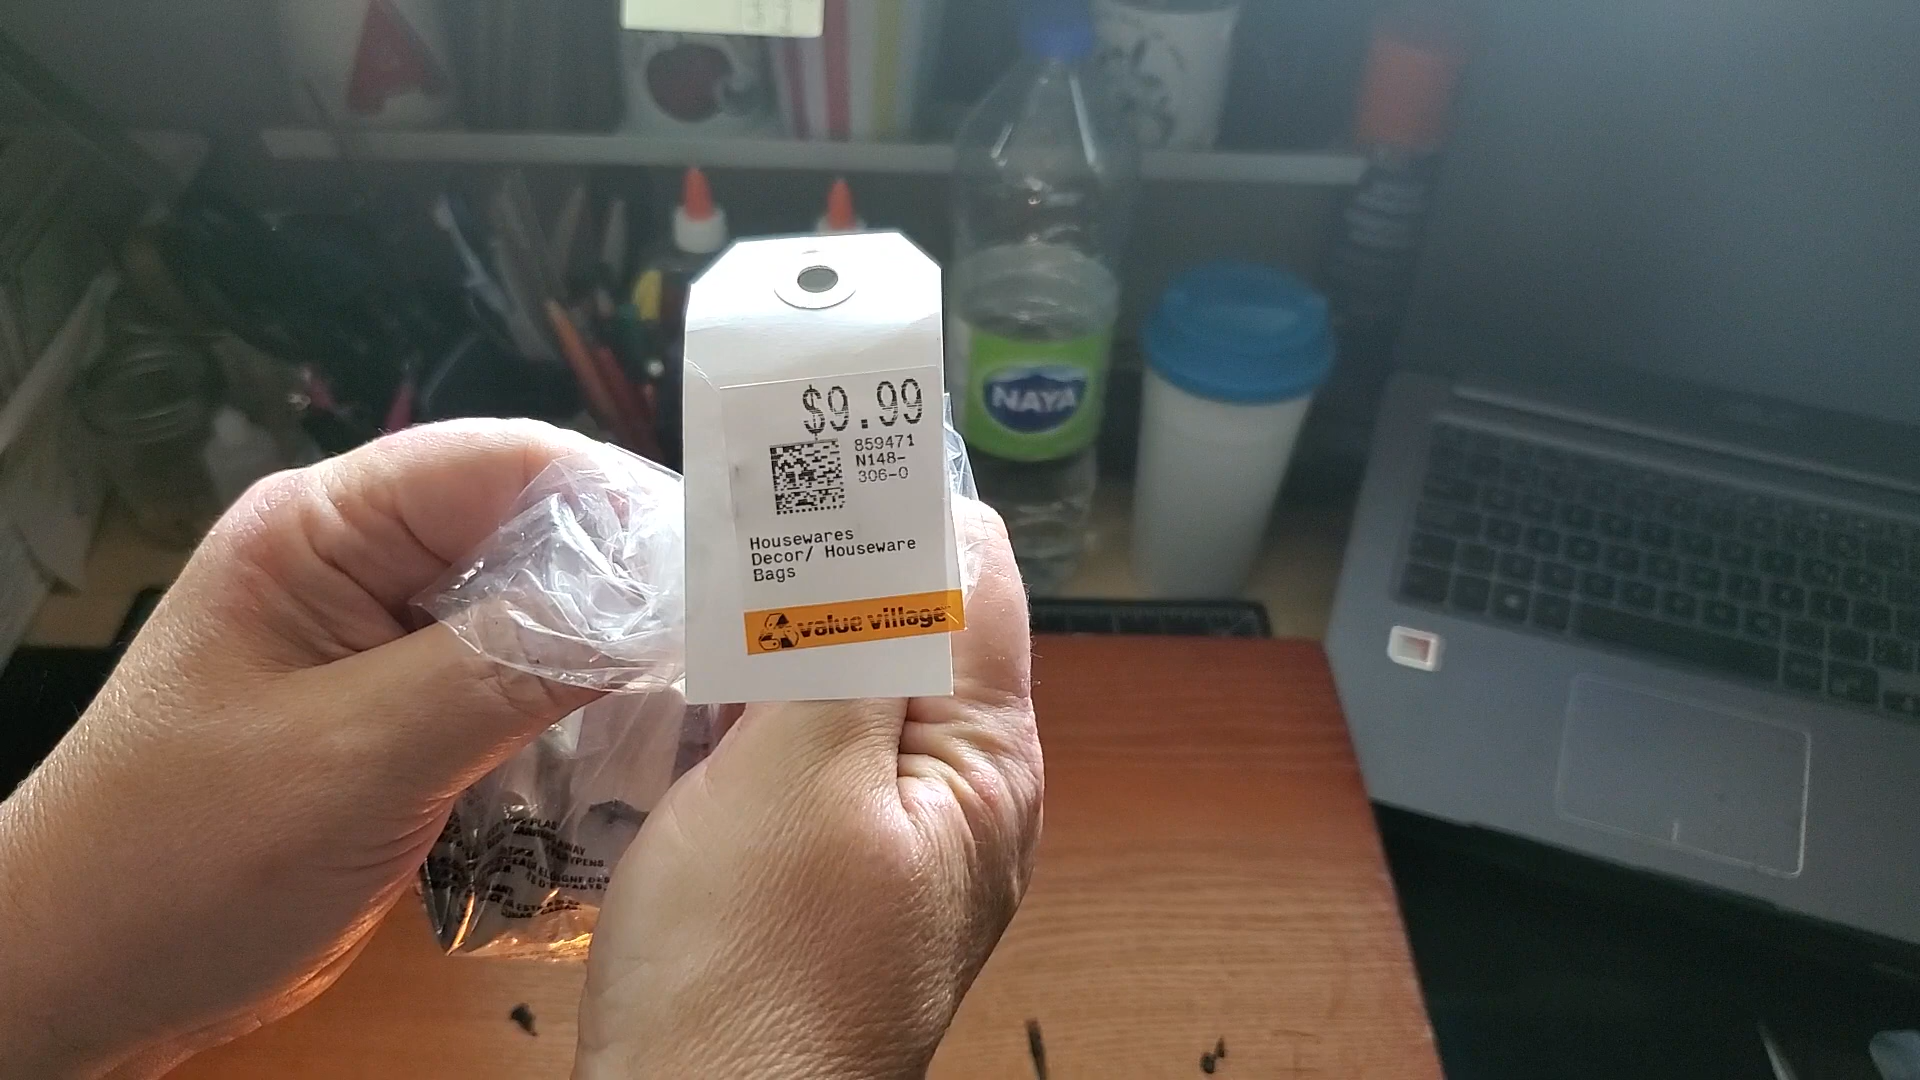 $9.99
859471
N148-
306-0
Housewares
Decor/ Houseware
Bags
value village
NAYA